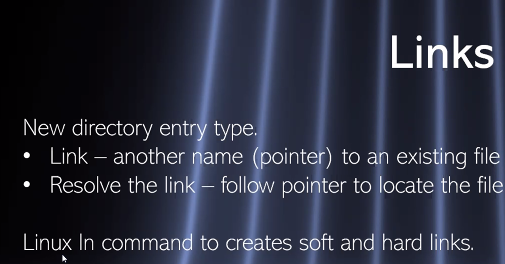 Links
New directory entry type.
• Link – another name (pointer) to an existing file
• Resolve the link – follow pointer to locate the file
Linux ln command to creates soft and hard links.